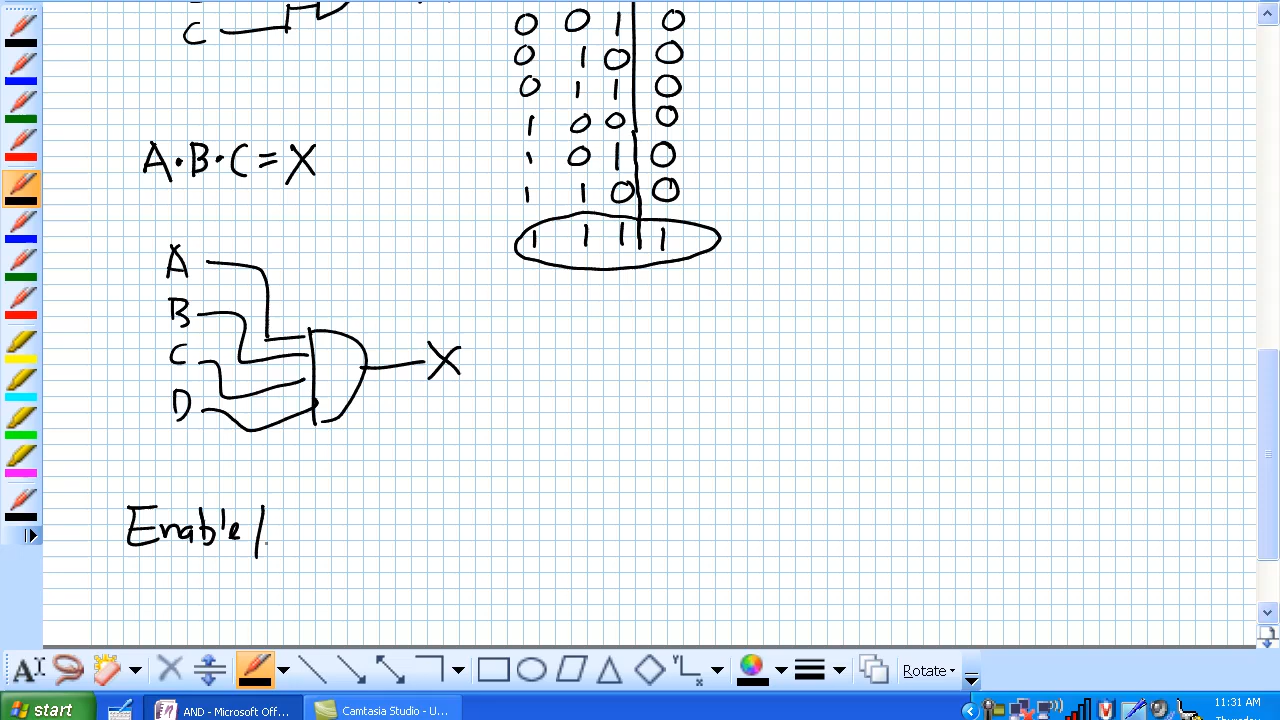 C
0 0 1 0
0 1 0 0
0 1 1 0
1 0 0 0
1 0 1 0
1 1 0 0
1 1 1 1
A·B·C=X
A
B
C
D
X
Enable/
A
Rotate
start
AND - Microsoft Off...
Camtasia Studio - U...
11:31 AM